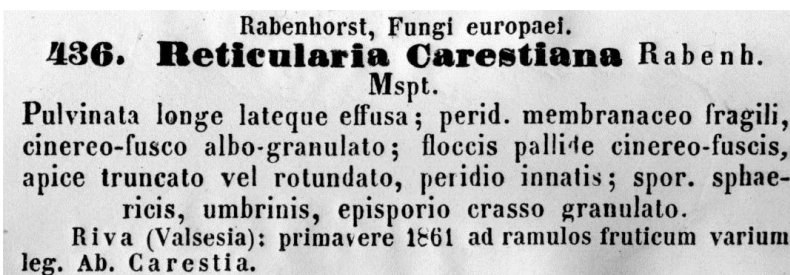 Rabenhorst, Fungi europaei.
436. Reticularia Carestiana Rabenh.
Mspt.
Pulvinata longe lateque effusa; perid. membranaceo fragili,
cinereo-fusco albo-granulato; floccis pallide cinereo-fuscis,
apice truncato vel rotundato, peridio innatis; spor. sphae-
ricis, umbrinis, episporio crasso granulato.
Riva (Valsesia): primavere 1861 ad ramulos fruticum varium
leg. Ab. Carestia.